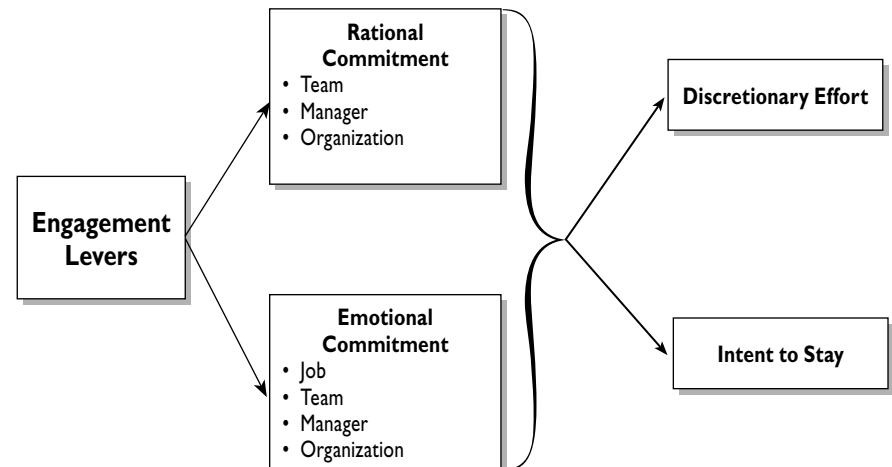 Engagement
Levers
Rational
Commitment
• Team
• Manager
• Organization
Emotional
Commitment
• Job
• Team
• Manager
• Organization
Discretionary Effort
Intent to Stay